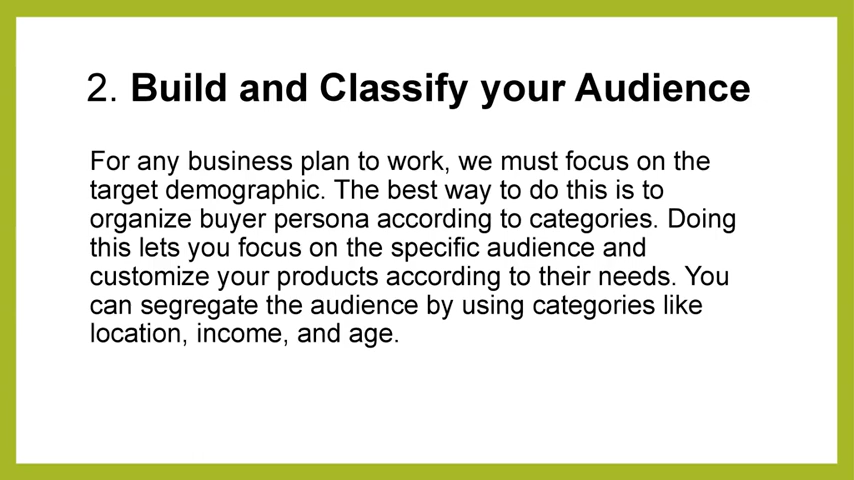 2. Build and Classify your Audience
For any business plan to work, we must focus on the
target demographic. The best way to do this is to
organize buyer persona according to categories. Doing
this lets you focus on the specific audience and
customize your products according to their needs. You
can segregate the audience by using categories like
location, income, and age.